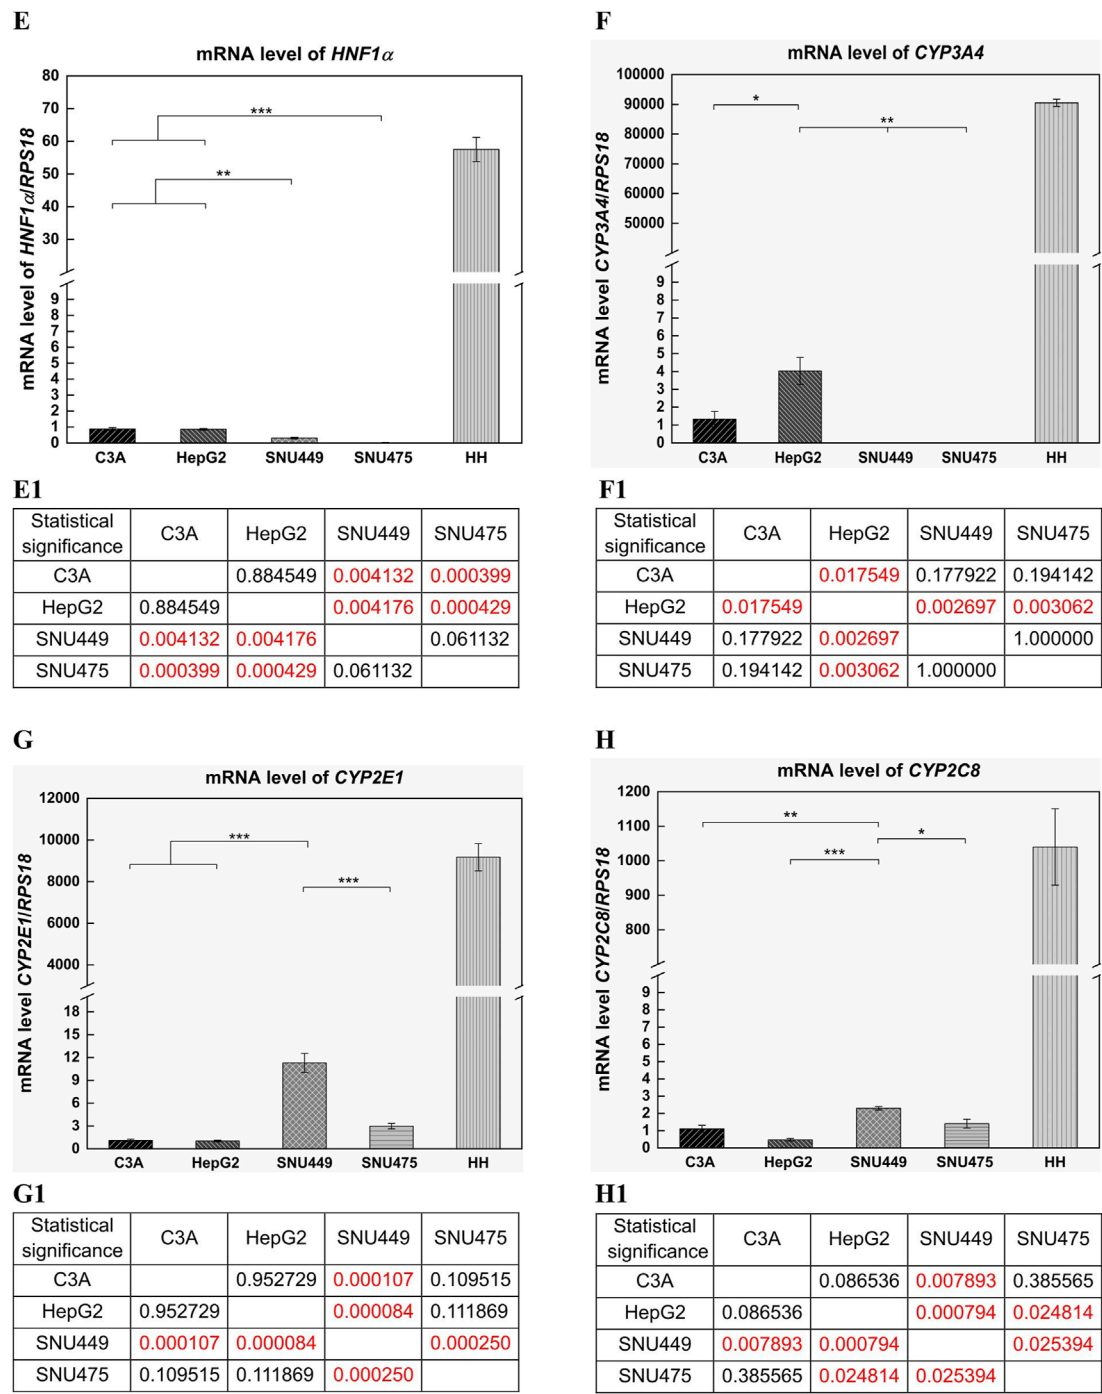 E
mRNA level of HNF1α
mRNA level of HNF1α/RPS18
80
70
60
50
40
30
9
8
7
6
5
4
3
2
1
0
***
**
C3A HepG2 SNU449 SNU475 HH
F
mRNA level of CYP3A4
mRNA level CYP3A4/RPS18
100000
90000
80000
70000
60000
50000
9
8
7
6
5
4
3
2
1
0
*
**
C3A HepG2 SNU449 SNU475 HH
E1
Statistical significance C3A HepG2 SNU449 SNU475
C3A 0.884549 0.004132 0.000399
HepG2 0.884549 0.004176 0.000429
SNU449 0.004132 0.004176 0.061132
SNU475 0.000399 0.000429 0.061132
F1
Statistical significance C3A HepG2 SNU449 SNU475
C3A 0.017549 0.177922 0.194142
HepG2 0.017549 0.002697 0.003062
SNU449 0.177922 0.002697 1.000000
SNU475 0.194142 0.003062 1.000000
G
mRNA level of CYP2E1
mRNA level CYP2E1/RPS18
12000
10000
8000
6000
4000
18
15
12
9
6
3
0
***
***
C3A HepG2 SNU449 SNU475 HH
H
mRNA level of CYP2C8
mRNA level CYP2C8/RPS18
1200
1100
1000
900
800
9
8
7
6
5
4
3
2
1
0
**
*
***
C3A HepG2 SNU449 SNU475 HH
G1
Statistical significance C3A HepG2 SNU449 SNU475
C3A 0.952729 0.000107 0.109515
HepG2 0.952729 0.000084 0.111869
SNU449 0.000107 0.000084 0.000250
SNU475 0.109515 0.111869 0.000250
H1
Statistical significance C3A HepG2 SNU449 SNU475
C3A 0.086536 0.007893 0.385565
HepG2 0.086536 0.000794 0.024814
SNU449 0.007893 0.000794 0.025394
SNU475 0.385565 0.024814 0.025394